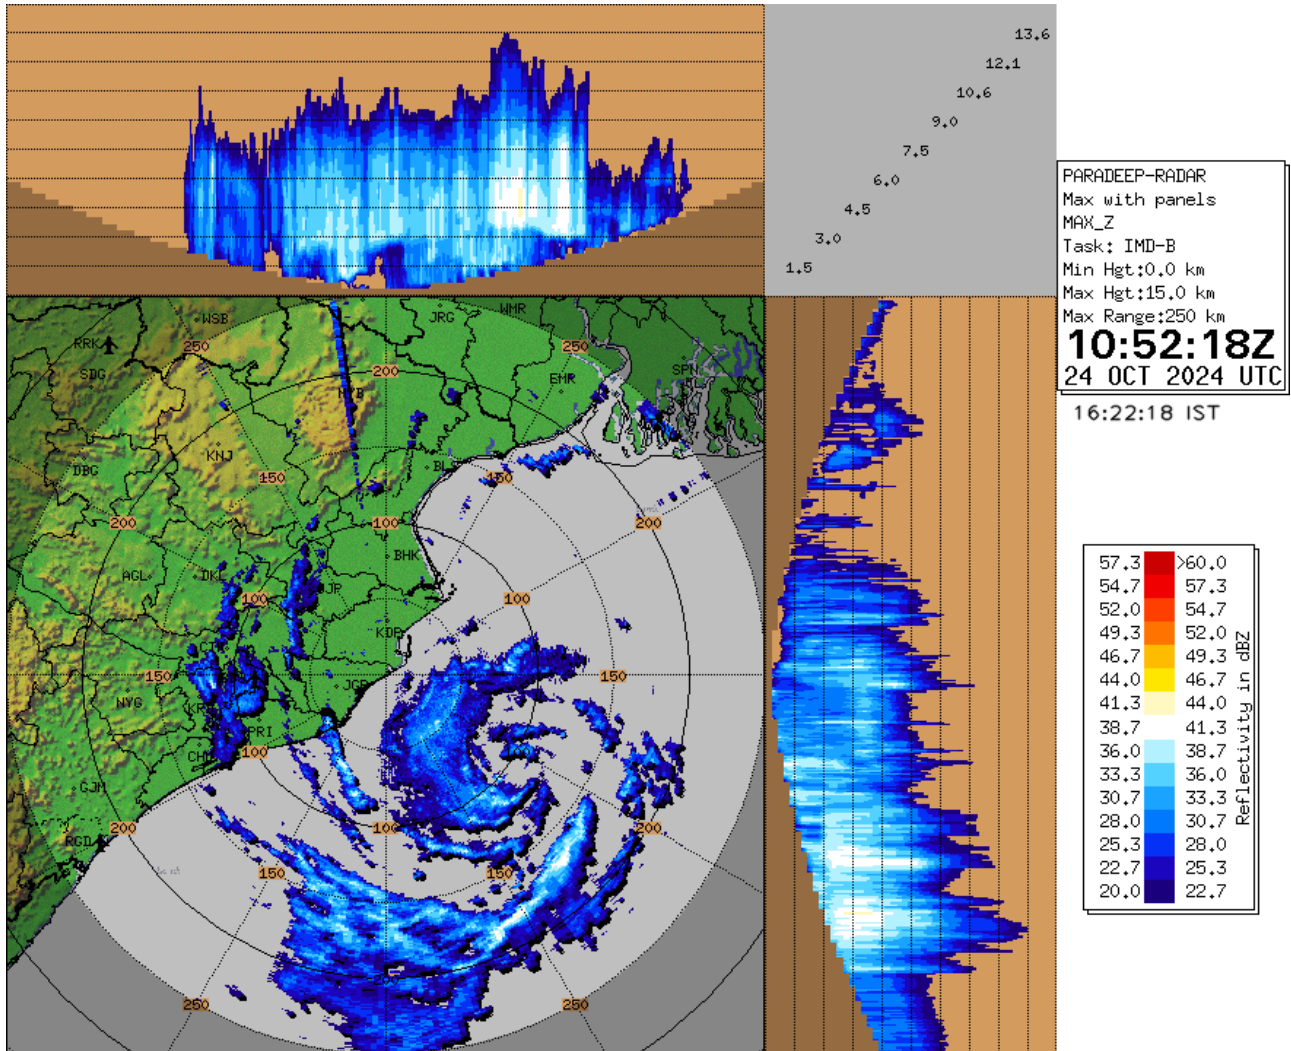 13.6
12.1
10.6
9.0
7.5
6.0
4.5
3.0
1.5
PARADEEP-RADAR
Max with panels
MAX_Z
Task: IMD-B
Min Hgt:0.0 km
Max Hgt:15.0 km
Max Range:250 km
10:52:18Z
24 OCT 2024 UTC
16:22:18 IST
WSB
JRG
WMR
RRK
250
250
SDG
200
EMR
SPN
MYB
KNJ
DBG
150
BL
150
200
100
200
BHK
AGL
DKL
100
JJP
100
KDP
150
JGP
150
NYG
KR
PRI
CH
100
GJM
200
100
200
RGD
150
150
200
250
250
57.3 >60.0
54.7 57.3
52.0 54.7
49.3 52.0
46.7 49.3
44.0 46.7
41.3 44.0
38.7 41.3
36.0 38.7
33.3 36.0
30.7 33.3
28.0 30.7
25.3 28.0
22.7 25.3
20.0 22.7
Reflectivity in dBZ